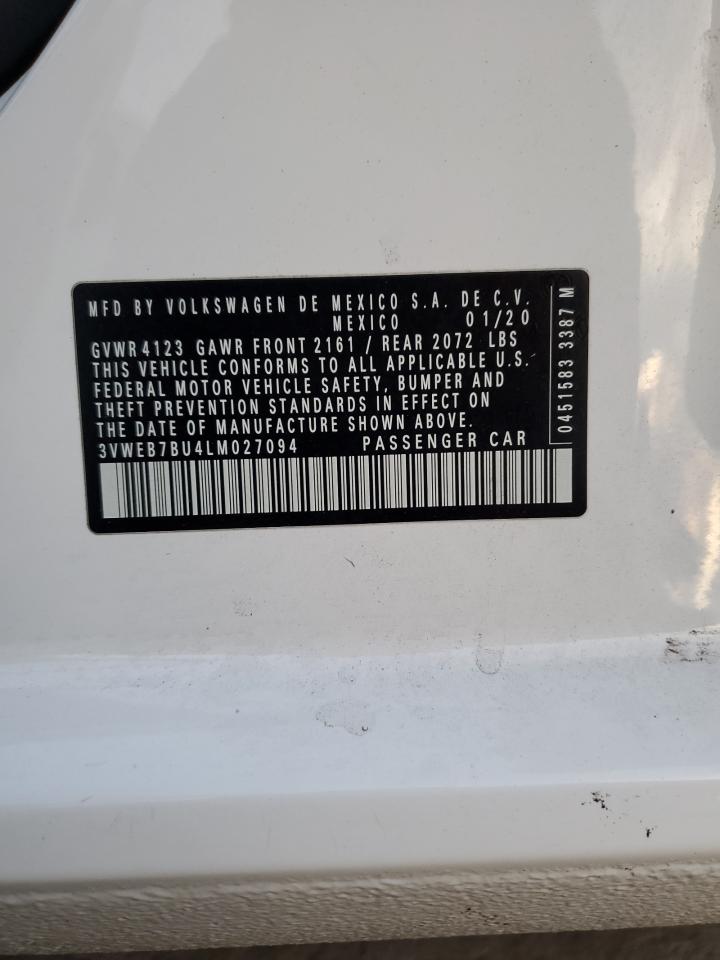 MFD BY VOLKSWAGEN DE MEXICO S.A. DE C.V.
MEXICO 01/20
GVWR 4123 GAWR FRONT 2161 / REAR 2072 LBS
THIS VEHICLE CONFORMS TO ALL APPLICABLE U.S.
FEDERAL MOTOR VEHICLE SAFETY, BUMPER AND
THEFT PREVENTION STANDARDS IN EFFECT ON
THE DATE OF MANUFACTURE SHOWN ABOVE.
3VWEB7BU4LM027094 PASSENGER CAR
0451583 3387 M